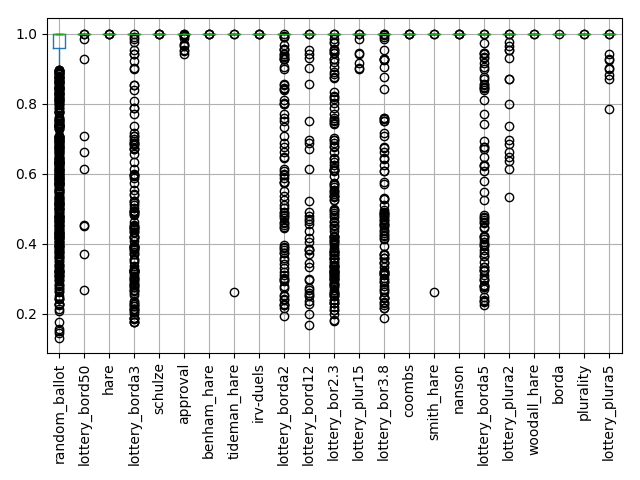 1.0
0.8
0.6
0.4
0.2
random_ballot
lottery_bord50
hare
lottery_borda3
schulze
approval
benham_hare
tideman_hare
irv-duels
lottery_borda2
lottery_bord12
lottery_bor2.3
lottery_plur15
lottery_bor3.8
coombs
smith_hare
nanson
lottery_borda5
lottery_plura2
woodall_hare
borda
plurality
lottery_plura5